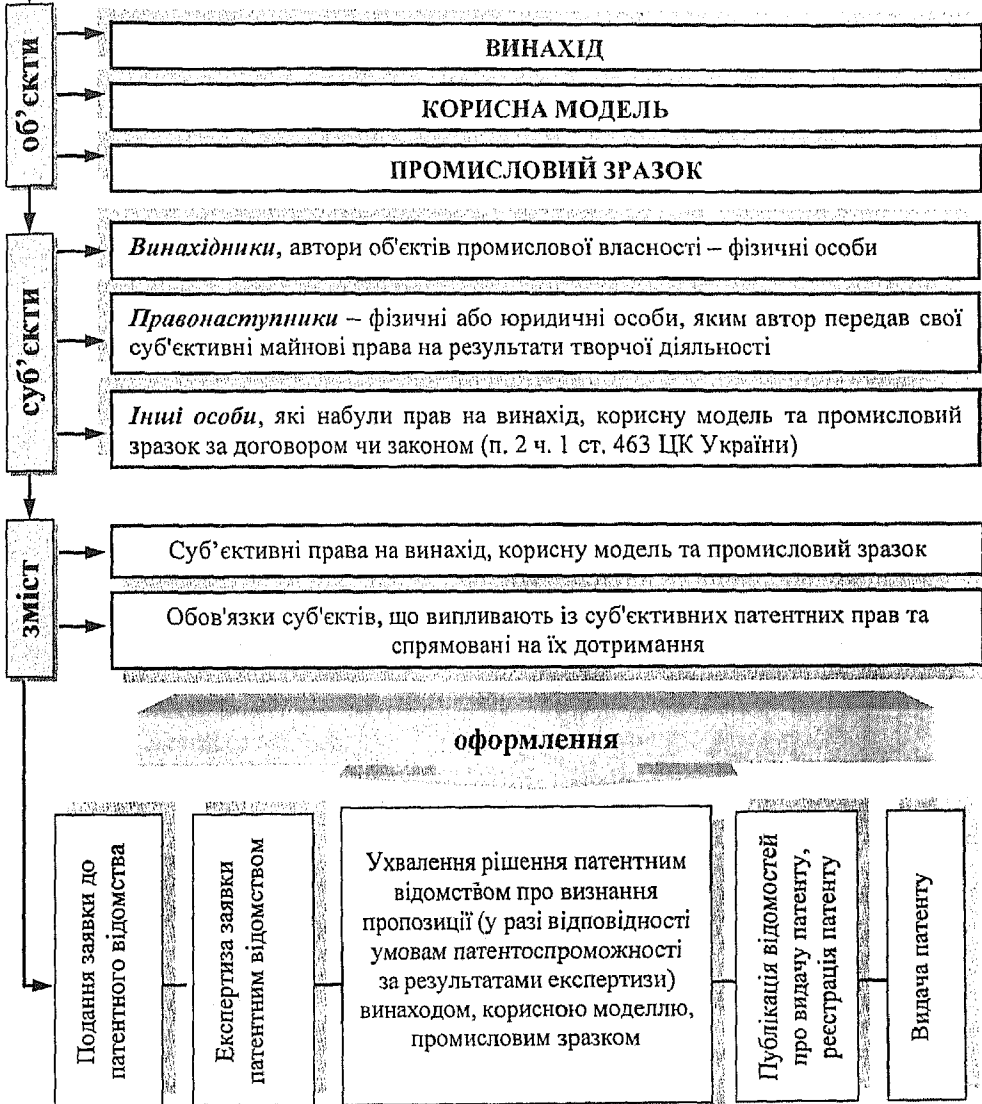 об’єкти
ВИНАХІД
КОРИСНА МОДЕЛЬ
ПРОМИСЛОВИЙ ЗРАЗОК
суб’єкти
Винахідники, автори об'єктів промислової власності – фізичні особи
Правонаступники – фізичні або юридичні особи, яким автор передав свої
суб'єктивні майнові права на результати творчої діяльності
Інші особи, які набули прав на винахід, корисну модель та промисловий
зразок за договором чи законом (п. 2 ч. 1 ст. 463 ЦК України)
зміст
Суб’єктивні права на винахід, корисну модель та промисловий зразок
Обов'язки суб'єктів, що випливають із суб'єктивних патентних прав та
спрямовані на їх дотримання
оформлення
Подання заявки до
патентного відомства
Експертиза заявки
патентним відомством
Ухвалення рішення патентним
відомством про визнання
пропозиції (у разі відповідності
умовам патентоспроможності
за результатами експертизи)
винаходом, корисною моделлю,
промисловим зразком
Публікація відомостей
про видачу патенту,
реєстрація патенту
Видача патенту